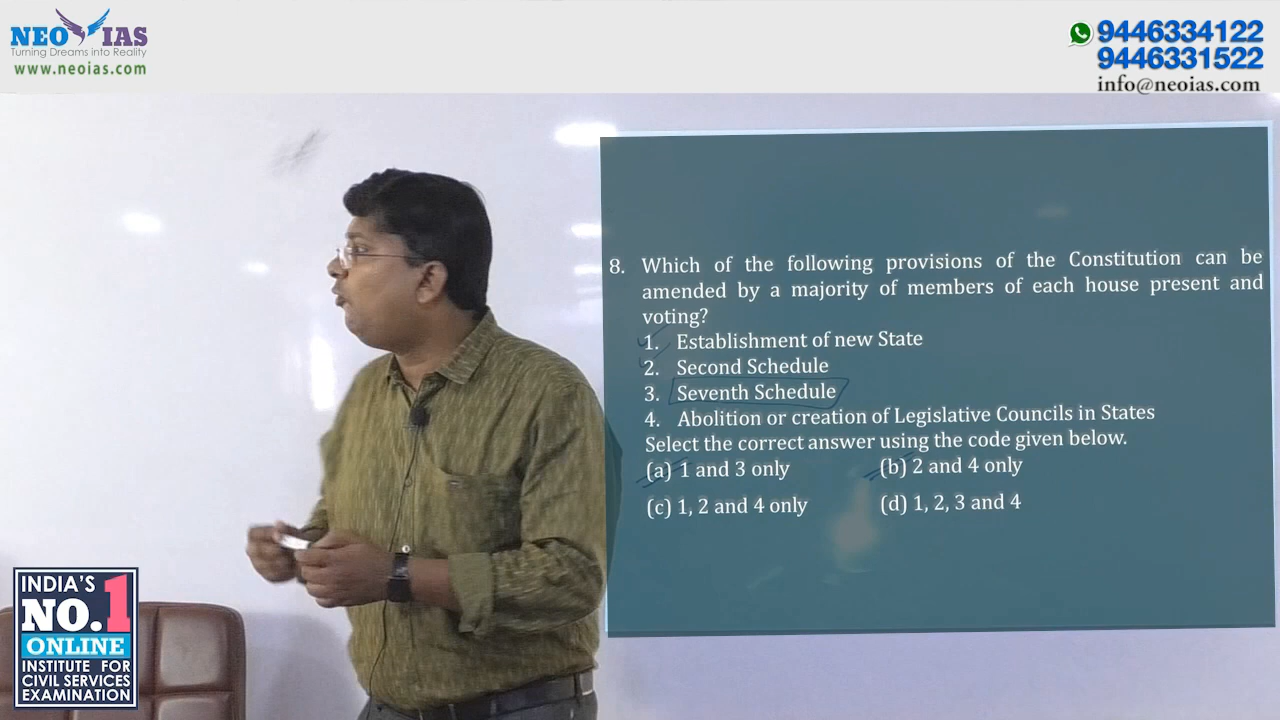 NEO IAS
Turning Dreams into Reality
www.neoias.com
9446334122
9446331522
info@neoias.com
8. Which of the following provisions of the Constitution can be
amended by a majority of members of each house present and
voting?
1. Establishment of new State
2. Second Schedule
3. Seventh Schedule
4. Abolition or creation of Legislative Councils in States
Select the correct answer using the code given below.
(a) 1 and 3 only (b) 2 and 4 only
(c) 1, 2 and 4 only (d) 1, 2, 3 and 4
INDIA'S
NO.1
ONLINE
INSTITUTE FOR
CIVIL SERVICES
EXAMINATION